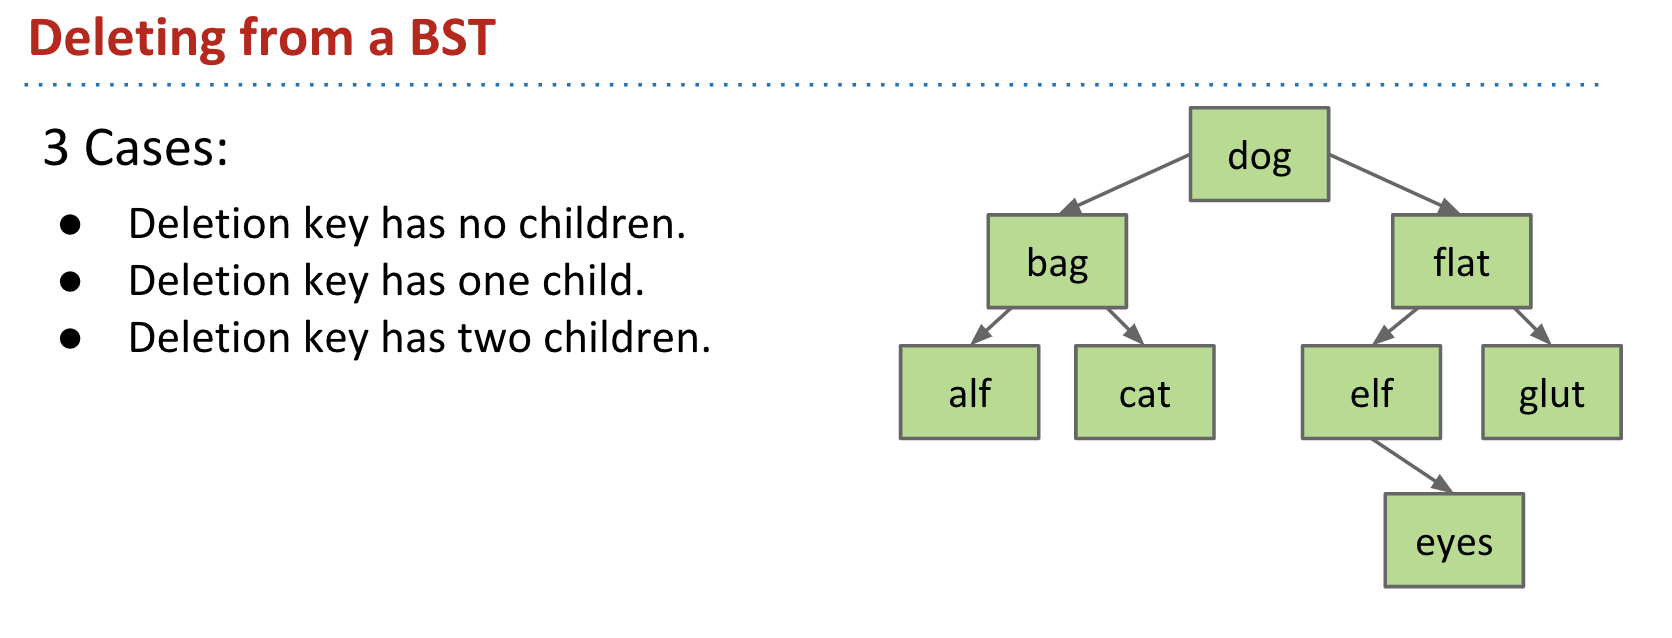 Deleting from a BST
3 Cases:
● Deletion key has no children.
● Deletion key has one child.
● Deletion key has two children.
dog
bag
flat
alf
cat
elf
glut
eyes